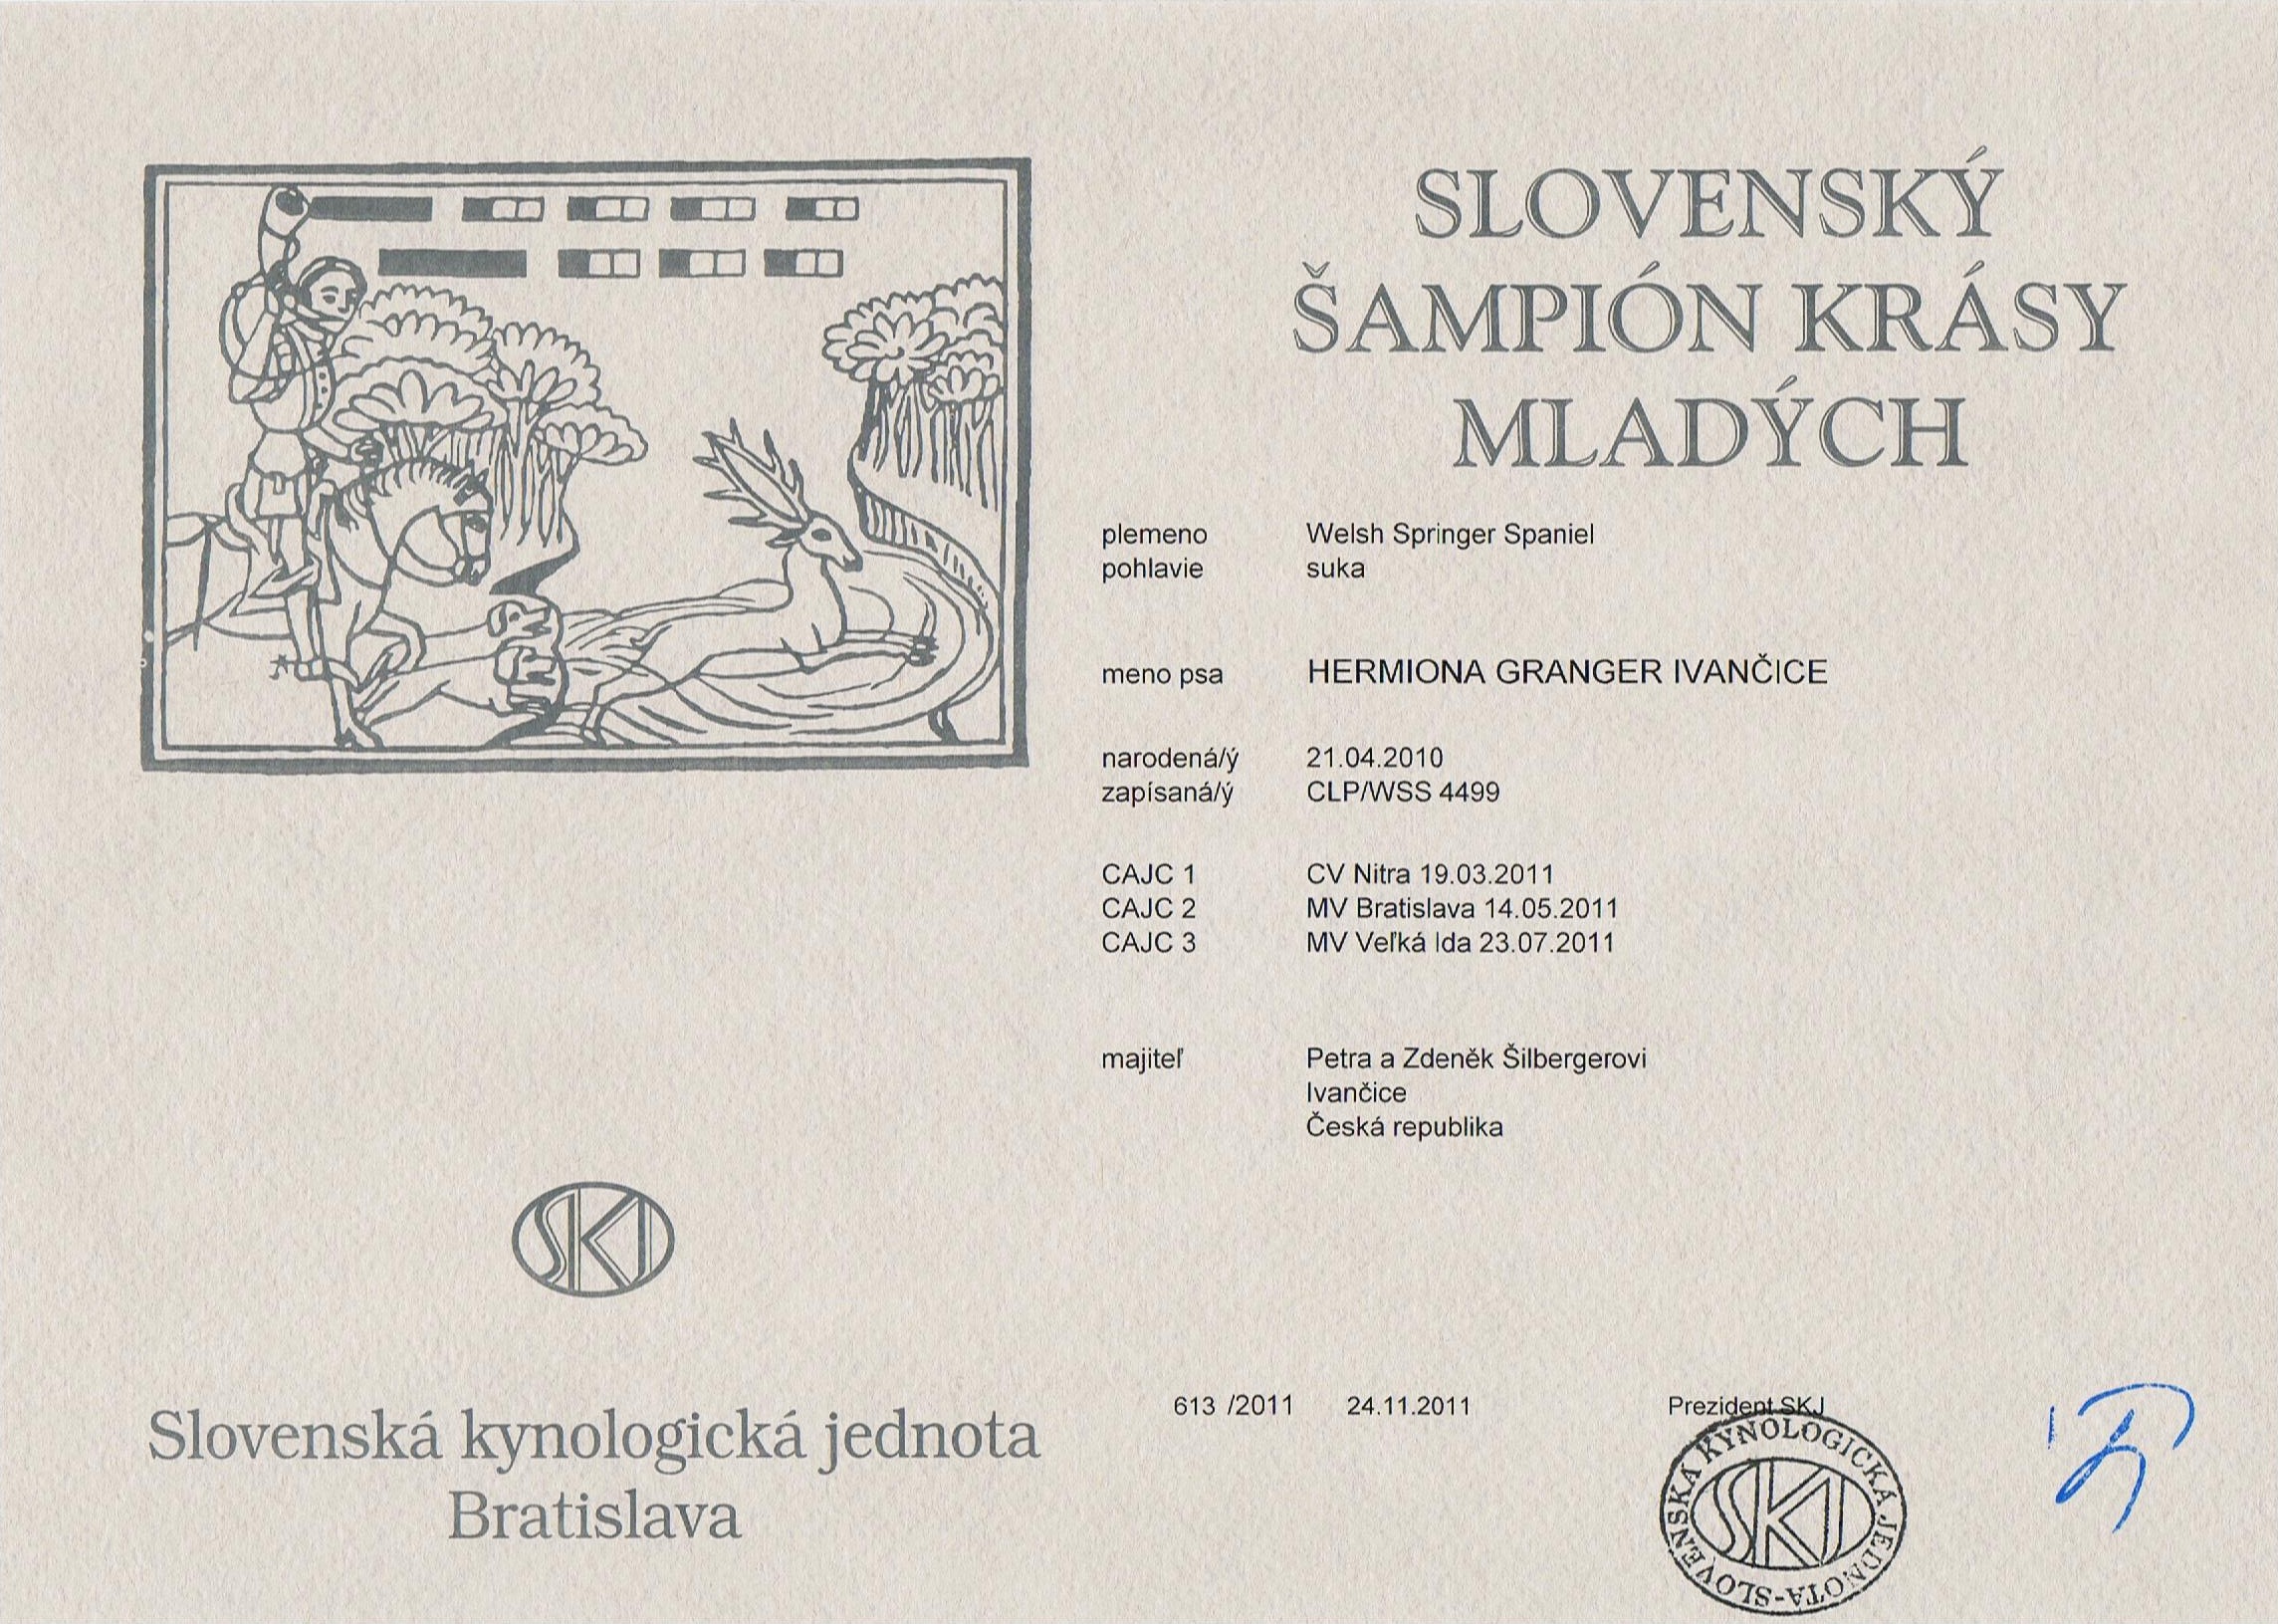 SLOVENSKÝ
ŠAMPIÓN KRÁSY
MLADÝCH
plemeno Welsh Springer Spaniel
pohlavie suka
meno psa HERMIONA GRANGER IVANČICE
narodená/ý 21.04.2010
zapísaná/ý CLP/WSS 4499
CAJC 1 CV Nitra 19.03.2011
CAJC 2 MV Bratislava 14.05.2011
CAJC 3 MV Veľká Ida 23.07.2011
majiteľ Petra a Zdeněk Šilbergerovi
Ivančice
Česká republika
SKJ
Slovenská kynologická jednota
Bratislava
613 /2011 24.11.2011 Prezident SKJ
SLOVENSKÁ KYNOLOGICKÁ JEDNOTA-
SKJ